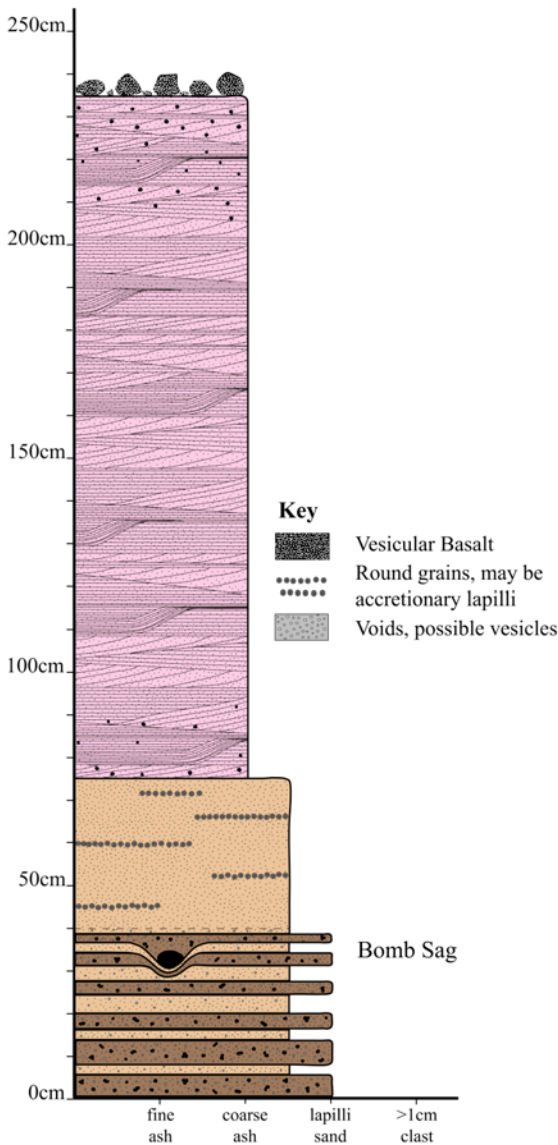 250cm
200cm
150cm
100cm
50cm
0cm
Key
Vesicular Basalt
Round grains, may be
accretionary lapilli
Voids, possible vesicles
Bomb Sag
fine
ash
coarse
ash
lapilli
sand
>1cm
clast